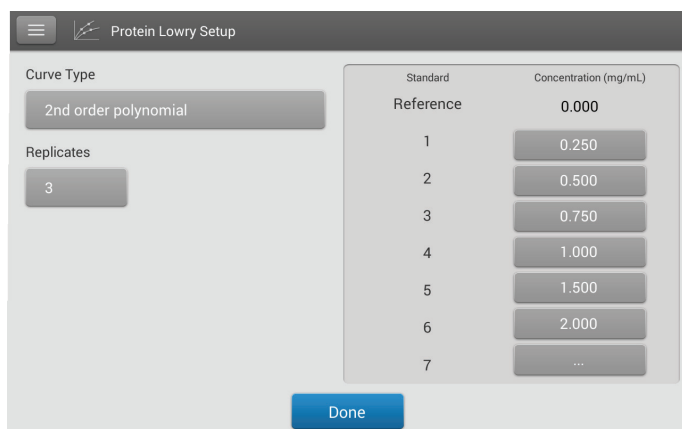 Protein Lowry Setup
Curve Type
2nd order polynomial
Replicates
3
Standard Concentration (mg/mL)
Reference 0.000
1 0.250
2 0.500
3 0.750
4 1.000
5 1.500
6 2.000
7 ...
Done